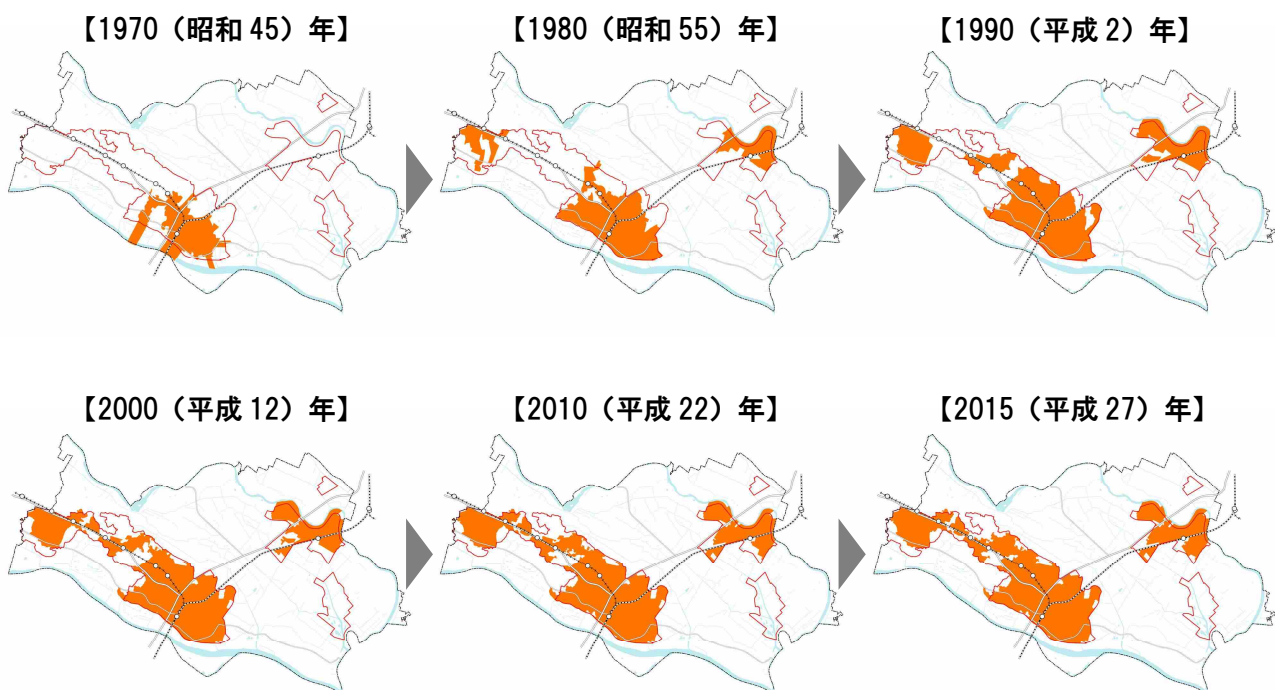 【1970（昭和 45）年】
【1980（昭和 55）年】
【1990（平成 2）年】
【2000（平成 12）年】
【2010（平成 22）年】
【2015（平成 27）年】